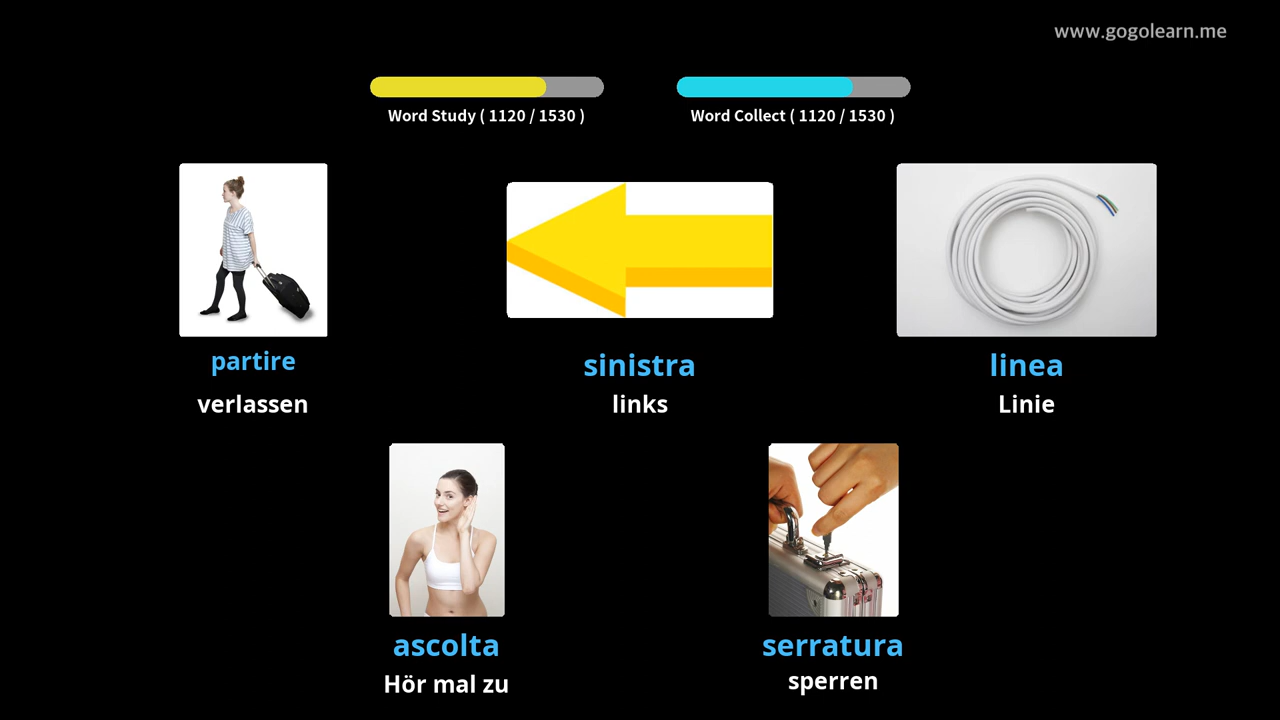 www.gogolearn.me
Word Study ( 1120 / 1530 )
Word Collect ( 1120 / 1530 )
partire
verlassen
sinistra
links
linea
Linie
ascolta
Hör mal zu
serratura
sperren